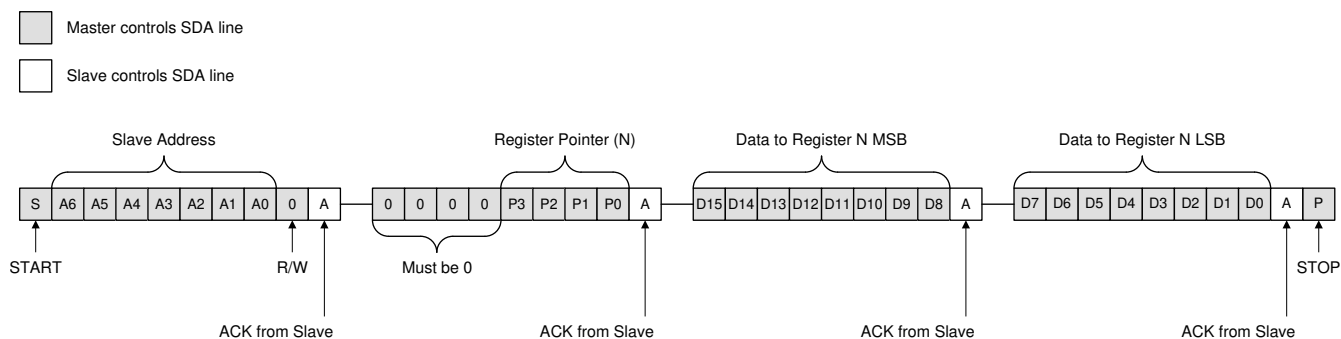 Master controls SDA line
Slave controls SDA line
Slave Address
Register Pointer (N)
Data to Register N MSB
Data to Register N LSB
S A6 A5 A4 A3 A2 A1 A0 0 A 0 0 0 0 P3 P2 P1 P0 A D15 D14 D13 D12 D11 D10 D9 D8 A D7 D6 D5 D4 D3 D2 D1 D0 A P
START
R/W
Must be 0
STOP
ACK from Slave
ACK from Slave
ACK from Slave
ACK from Slave